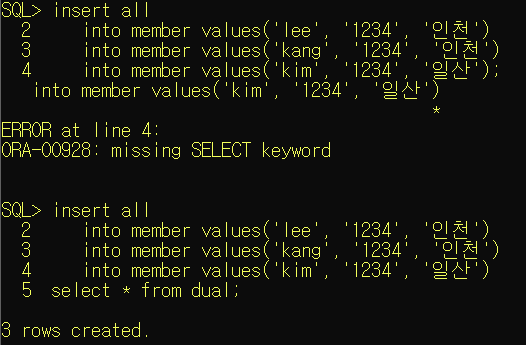 SQL> insert all
  2     into member values('lee', '1234', '인천')
  3     into member values('kang', '1234', '인천')
  4     into member values('kim', '1234', '일산');
   into member values('kim', '1234', '일산')
                                           *
ERROR at line 4:
ORA-00928: missing SELECT keyword
SQL> insert all
  2     into member values('lee', '1234', '인천')
  3     into member values('kang', '1234', '인천')
  4     into member values('kim', '1234', '일산')
  5  select * from dual;
3 rows created.